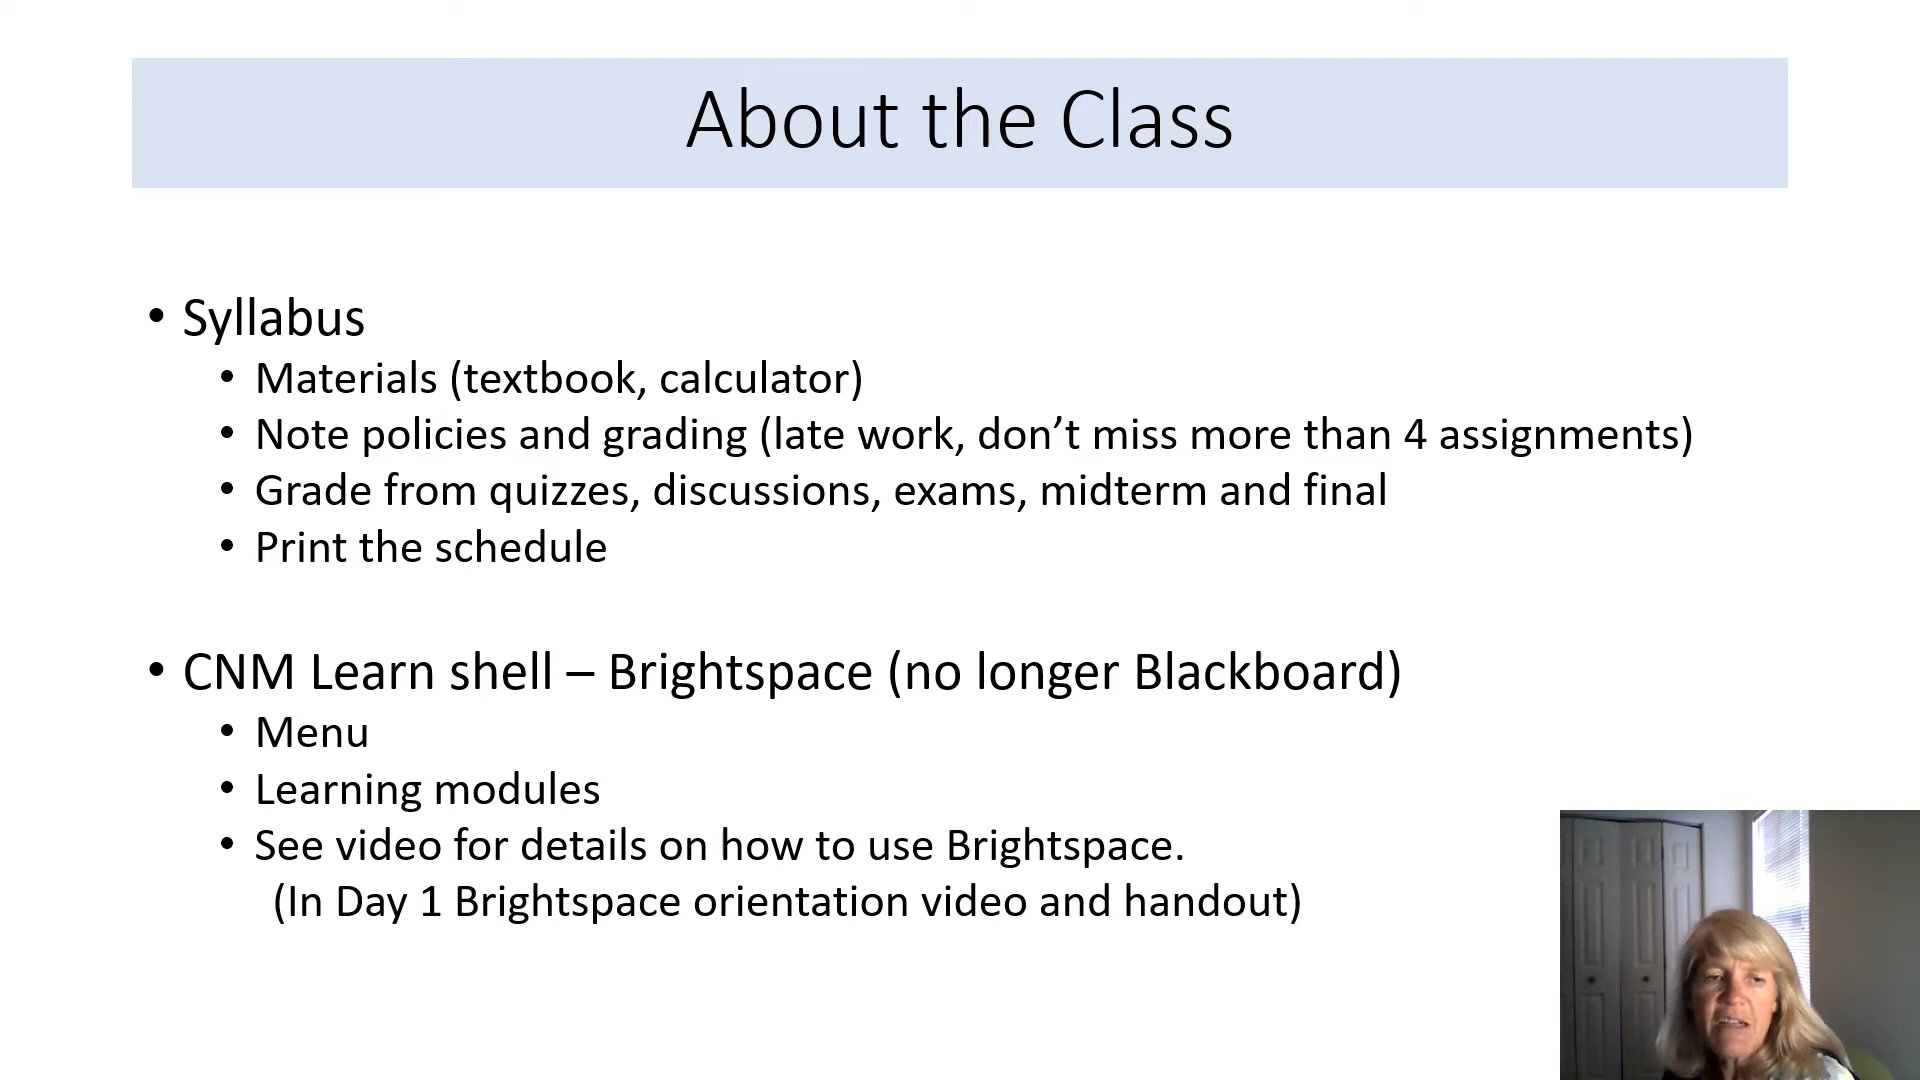 About the Class
• Syllabus
• Materials (textbook, calculator)
• Note policies and grading (late work, don’t miss more than 4 assignments)
• Grade from quizzes, discussions, exams, midterm and final
• Print the schedule
• CNM Learn shell – Brightspace (no longer Blackboard)
• Menu
• Learning modules
• See video for details on how to use Brightspace.
(In Day 1 Brightspace orientation video and handout)